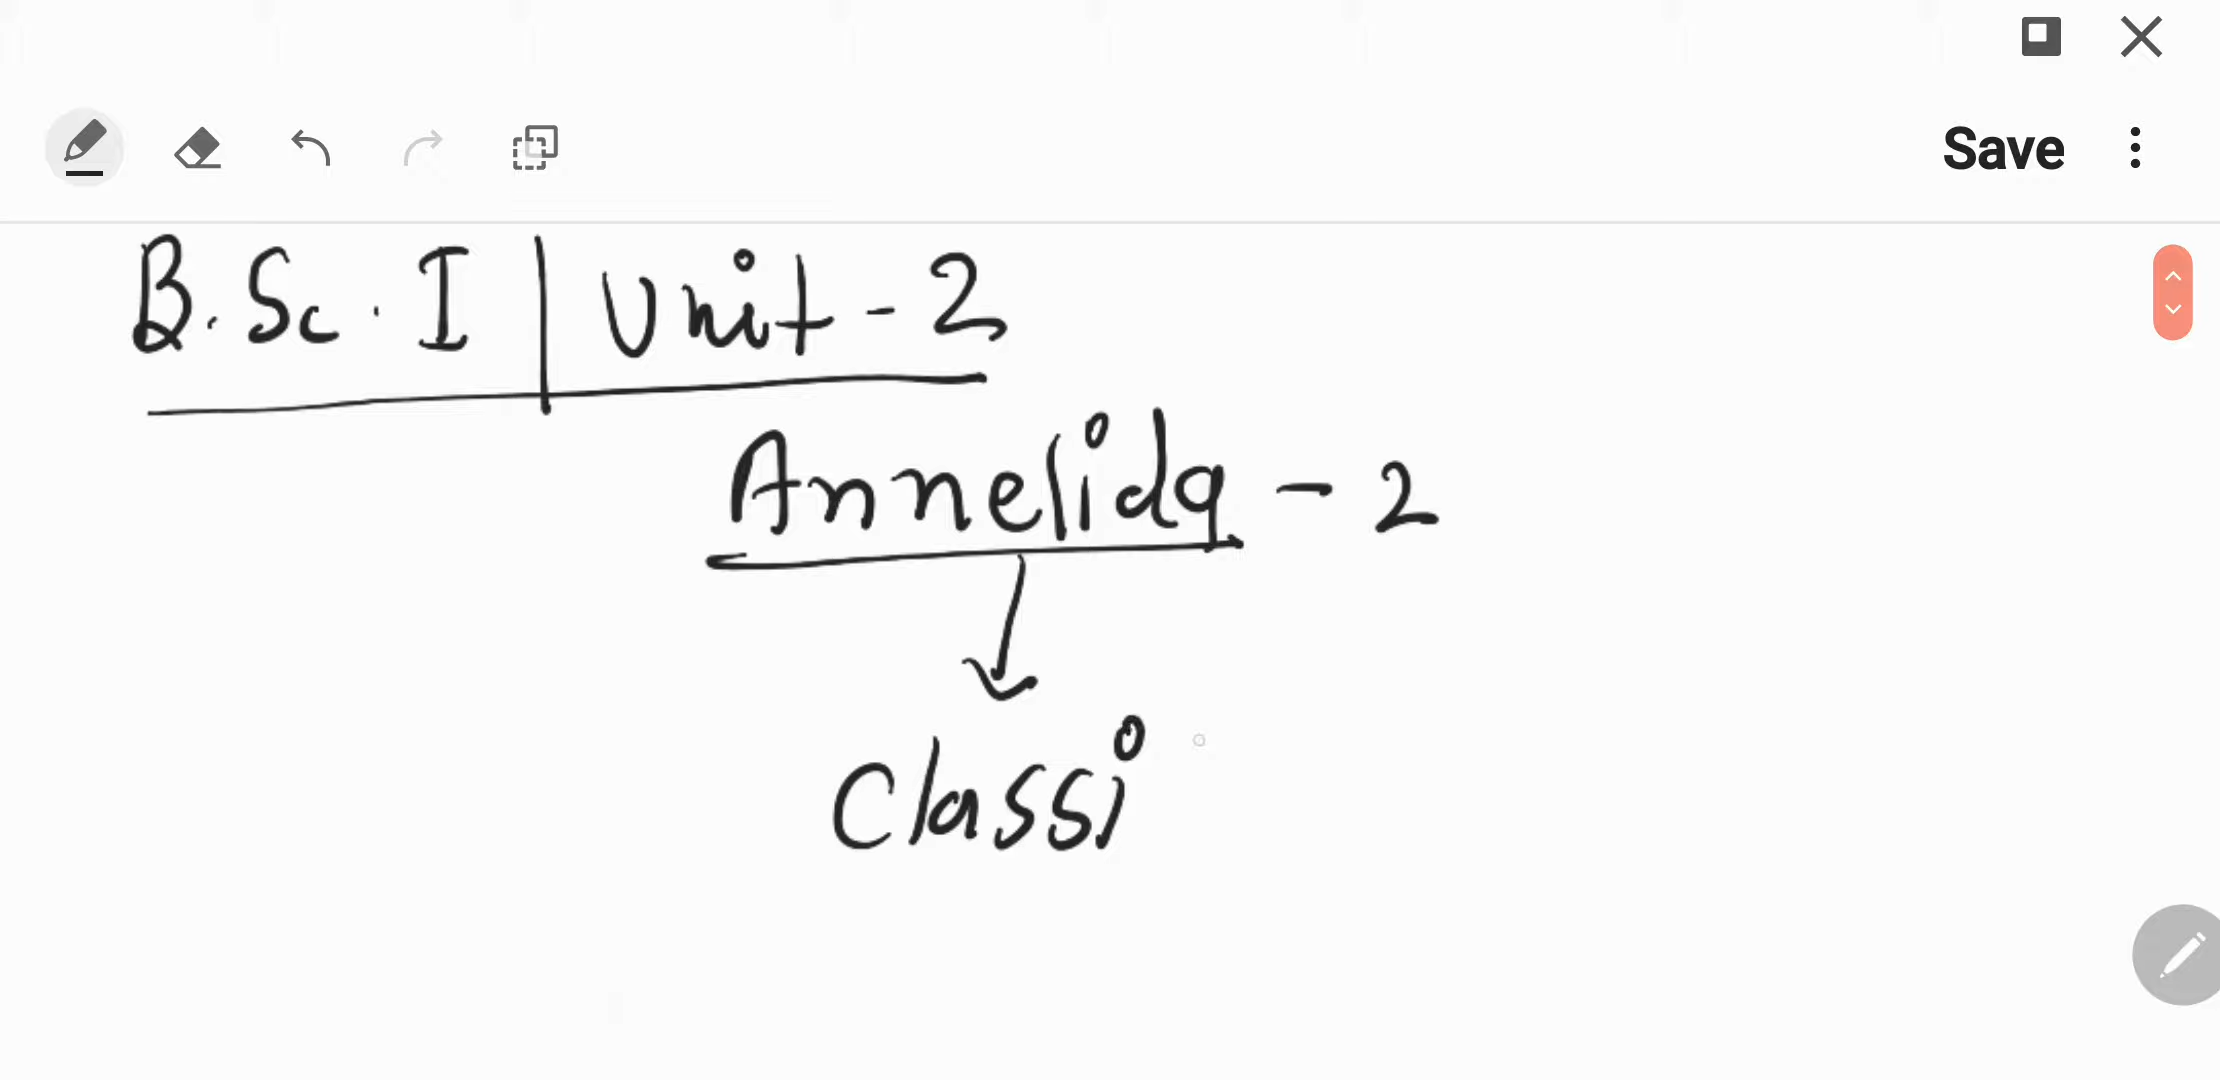 Save
B.Sc. I | Unit - 2
Annelida - 2
Classi